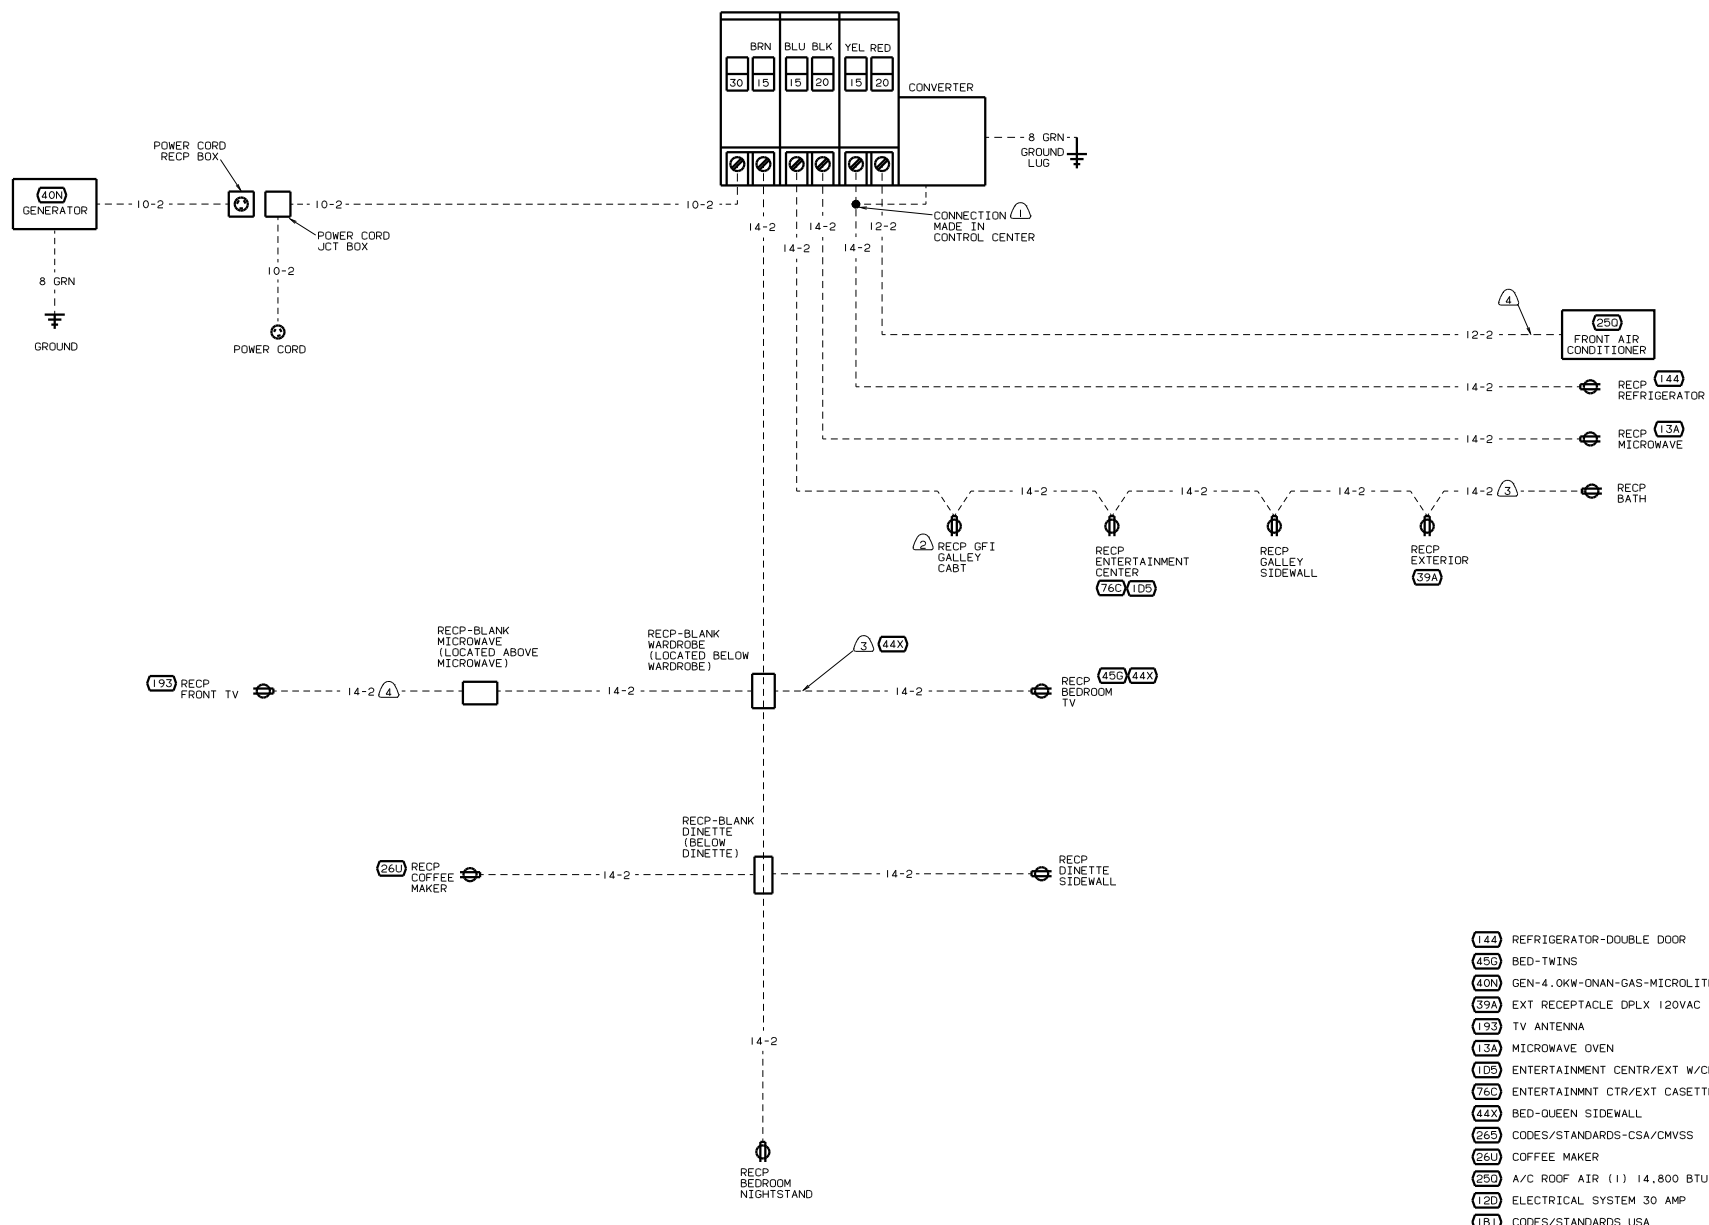 BRN BLU BLK YEL RED
30 15 15 20 15 20
CONVERTER
8 GRN
GROUND
LUG
POWER CORD
RECP BOX
40N
GENERATOR
10-2
10-2
10-2
POWER CORD
JCT BOX
10-2
8 GRN
GROUND
POWER CORD
14-2
14-2
14-2
14-2
12-2
CONNECTION 1
MADE IN
CONTROL CENTER
4
12-2
25Q
FRONT AIR
CONDITIONER
14-2
RECP 144
REFRIGERATOR
14-2
RECP 13A
MICROWAVE
14-2
14-2
14-2
14-2 3
RECP
BATH
2 RECP GFI
GALLEY
CABT
RECP
ENTERTAINMENT
CENTER
76C 1D5
RECP
GALLEY
SIDEWALL
RECP
EXTERIOR
39A
RECP-BLANK
MICROWAVE
(LOCATED ABOVE
MICROWAVE)
RECP-BLANK
WARDROBE
(LOCATED BELOW
WARDROBE)
3 44X
193 RECP
FRONT TV
14-2 4
14-2
14-2
RECP 45G 44X
BEDROOM
TV
RECP-BLANK
DINETTE
(BELOW
DINETTE)
26U RECP
COFFEE
MAKER
14-2
14-2
RECP
DINETTE
SIDEWALL
14-2
RECP
BEDROOM
NIGHTSTAND
144 REFRIGERATOR-DOUBLE DOOR
45G BED-TWINS
40N GEN-4.0KW-ONAN-GAS-MICROLIT
39A EXT RECEPTACLE DPLX 120VAC
193 TV ANTENNA
13A MICROWAVE OVEN
1D5 ENTERTAINMENT CENTR/EXT W/C
76C ENTERTAINMNT CTR/EXT CASETT
44X BED-QUEEN SIDEWALL
265 CODES/STANDARDS-CSA/CMVSS
26U COFFEE MAKER
25Q A/C ROOF AIR (1) 14,800 BTU
12D ELECTRICAL SYSTEM 30 AMP
1B1 CODES/STANDARDS USA